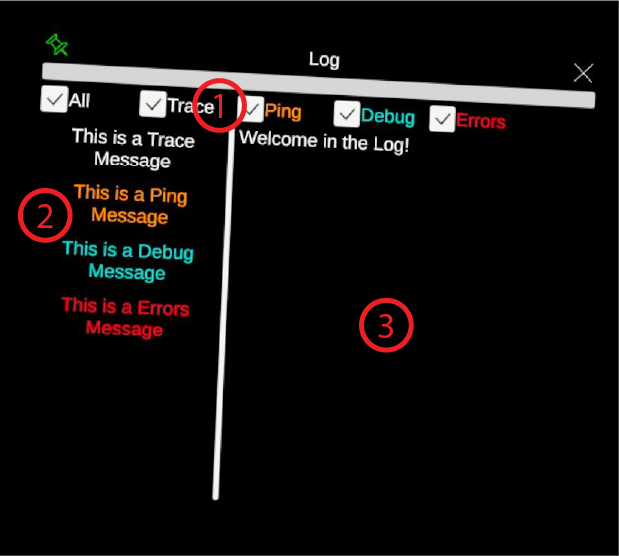 Log
All Trace 1 Ping Debug Errors
This is a Trace
Message
Welcome in the Log!
2
This is a Ping
Message
This is a Debug
Message
This is a Errors
Message
3